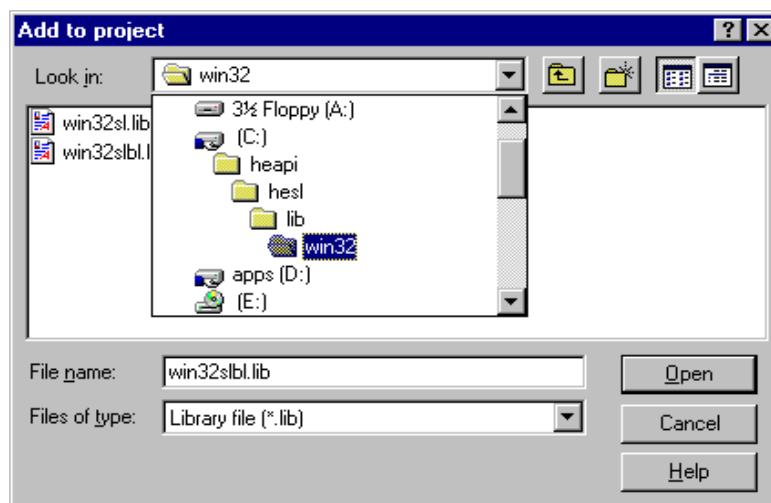 Add to project
Look in: win32
3½ Floppy (A:)
win32sl.lib
(C:)
win32slbl.l
heapi
hesl
lib
win32
apps (D:)
(E:)
File name: win32slbl.lib Open
Files of type: Library file (*.lib) Cancel
Help